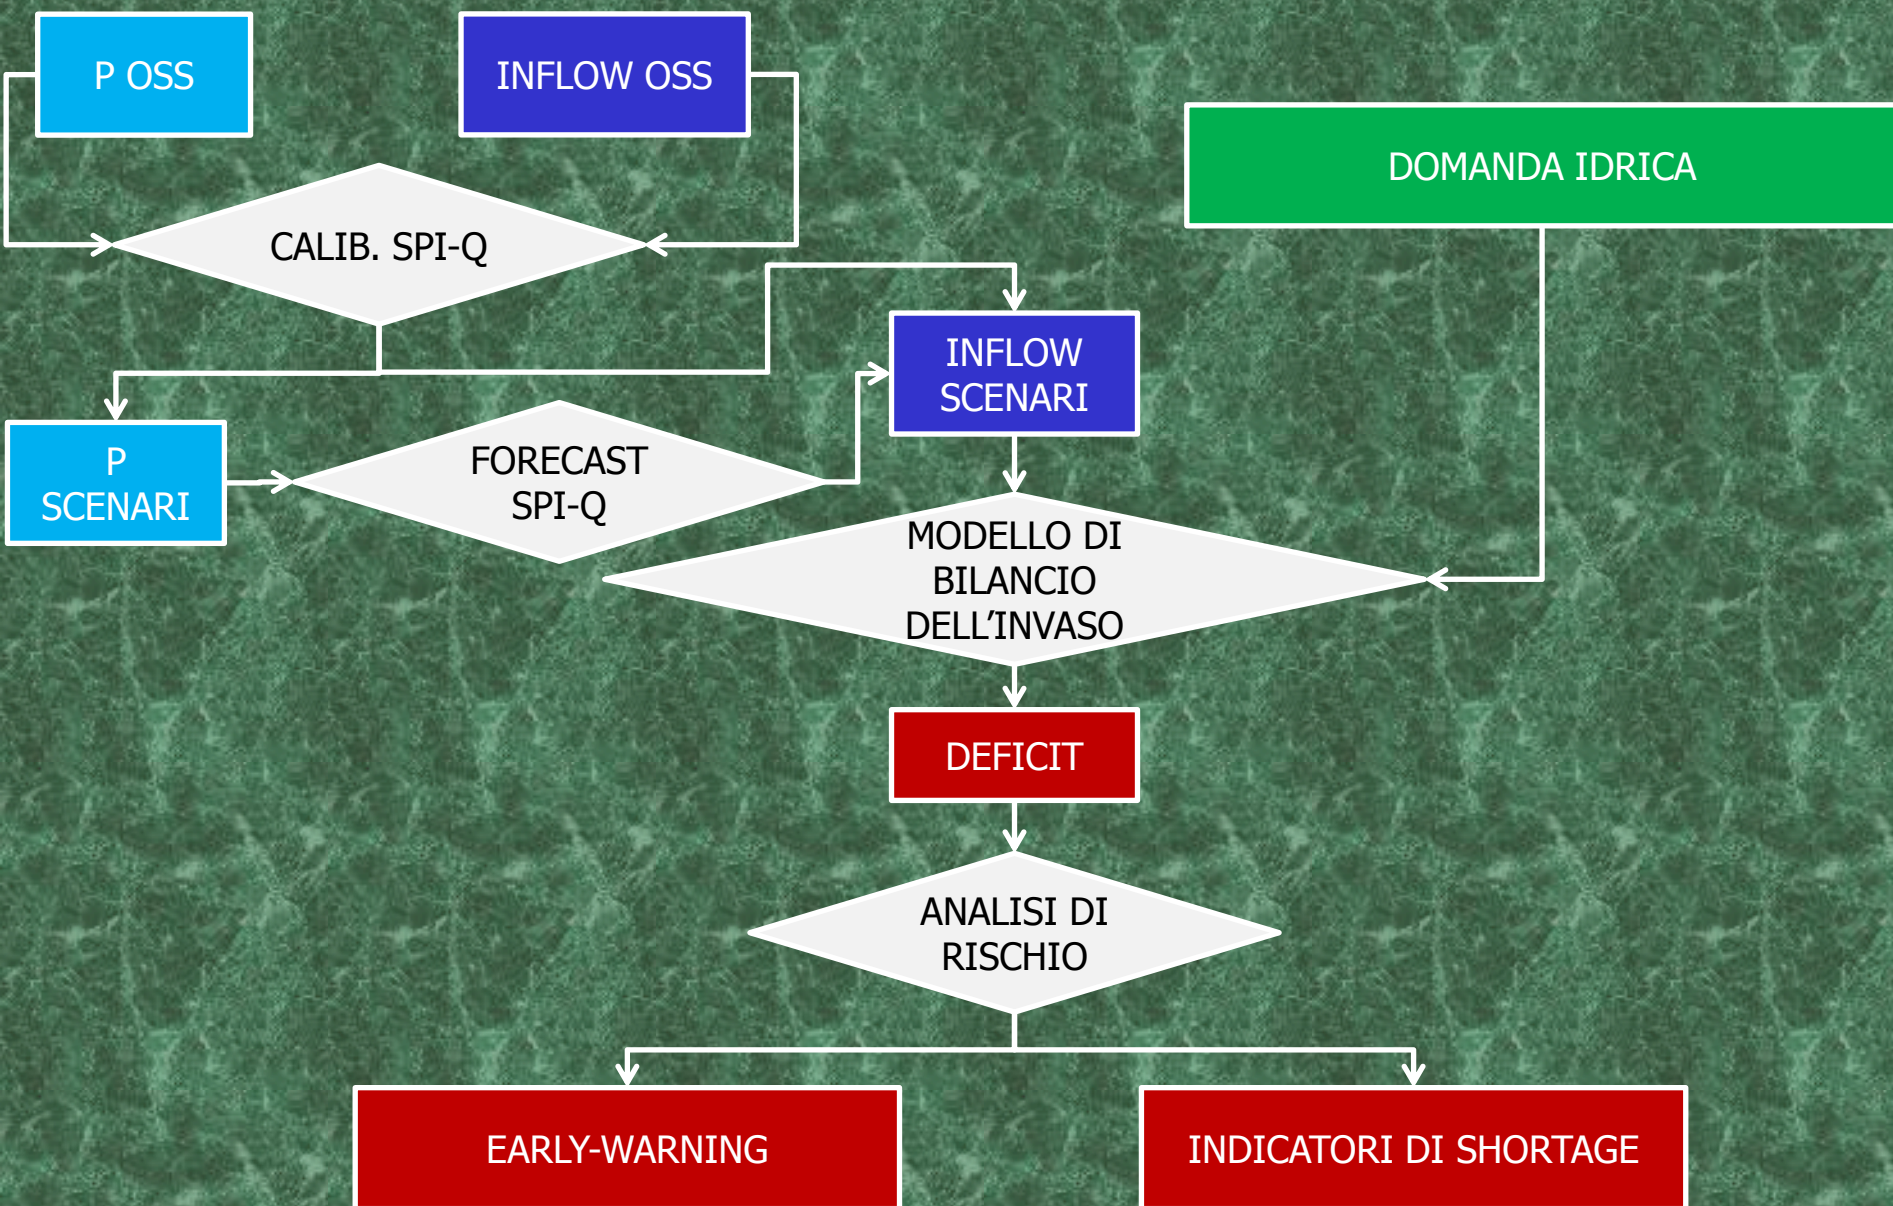 P OSS
INFLOW OSS
DOMANDA IDRICA
CALIB. SPI-Q
INFLOW
SCENARI
P
SCENARI
FORECAST
SPI-Q
MODELLO DI
BILANCIO
DELL’INVASO
DEFICIT
ANALISI DI
RISCHIO
EARLY-WARNING
INDICATORI DI SHORTAGE